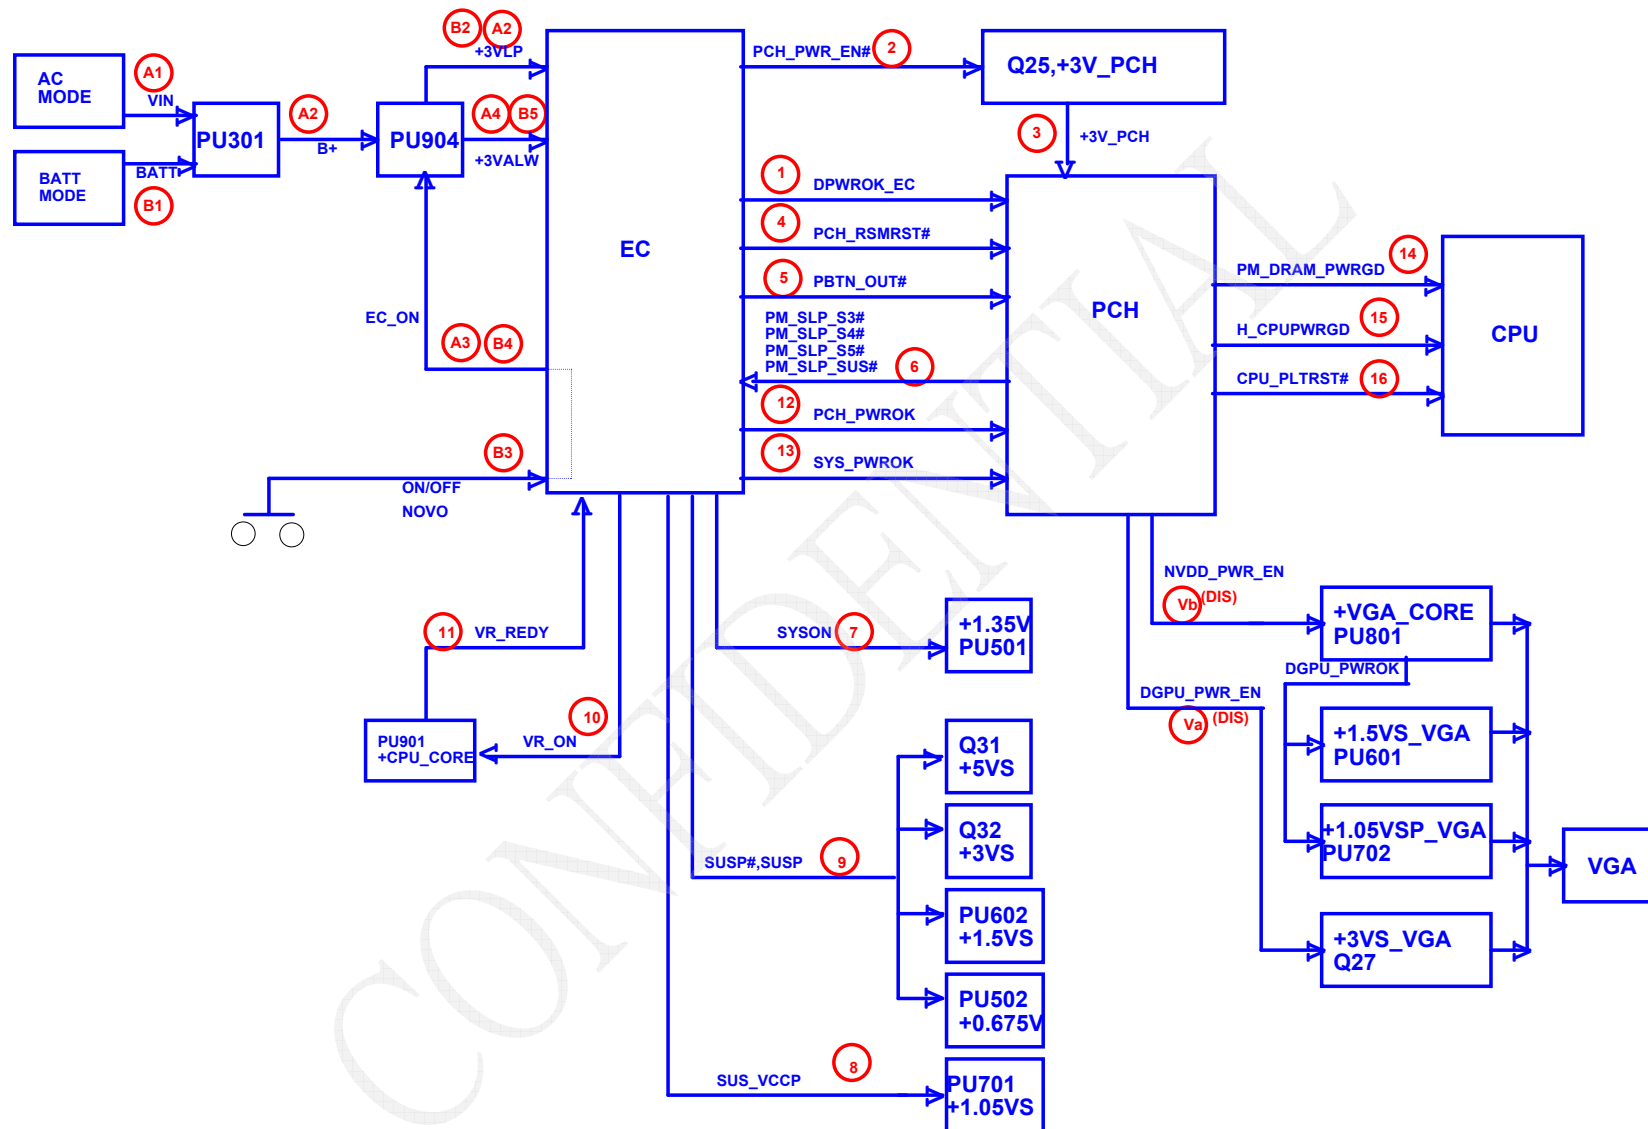 B2
A2
+3VLP
AC
MODE
A1
VIN
PU301
A2
B+
PU904
A4
B5
+3VALW
BATT
MODE
BATT
B1
EC_ON
A3
B4
B3
ON/OFF
NOVO
EC
PCH_PWR_EN#
2
Q25,+3V_PCH
3
+3V_PCH
1
DPWROK_EC
4
PCH_RSMRST#
5
PBTN_OUT#
PM_SLP_S3#
PM_SLP_S4#
PM_SLP_S5#
PM_SLP_SUS#
6
12
PCH_PWROK
13
SYS_PWROK
PCH
PM_DRAM_PWRGD
14
H_CPUPWRGD
15
CPU_PLTRST#
16
CPU
11
VR_REDY
PU901
+CPU_CORE
10
VR_ON
SYSON
7
+1.35V
PU501
Q31
+5VS
Q32
+3VS
SUSP#,SUSP
9
PU602
+1.5VS
PU502
+0.675V
SUS_VCCP
8
PU701
+1.05VS
NVDD_PWR_EN
Vb
(DIS)
+VGA_CORE
PU801
DGPU_PWROK
DGPU_PWR_EN
Va
(DIS)
+1.5VS_VGA
PU601
+1.05VSP_VGA
PU702
+3VS_VGA
Q27
VGA
CONFIDENTIAL